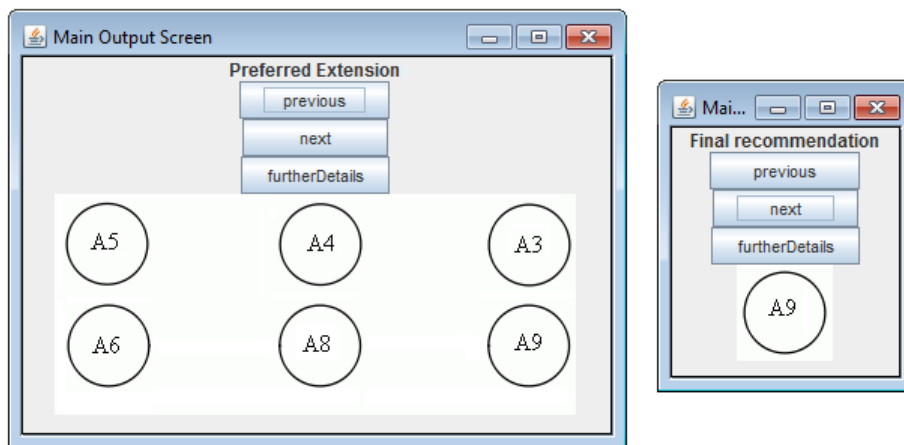 Main Output Screen
Preferred Extension
previous
next
furtherDetails
A5 A4 A3
A6 A8 A9
Mai...
Final recommendation
previous
next
furtherDetails
A9